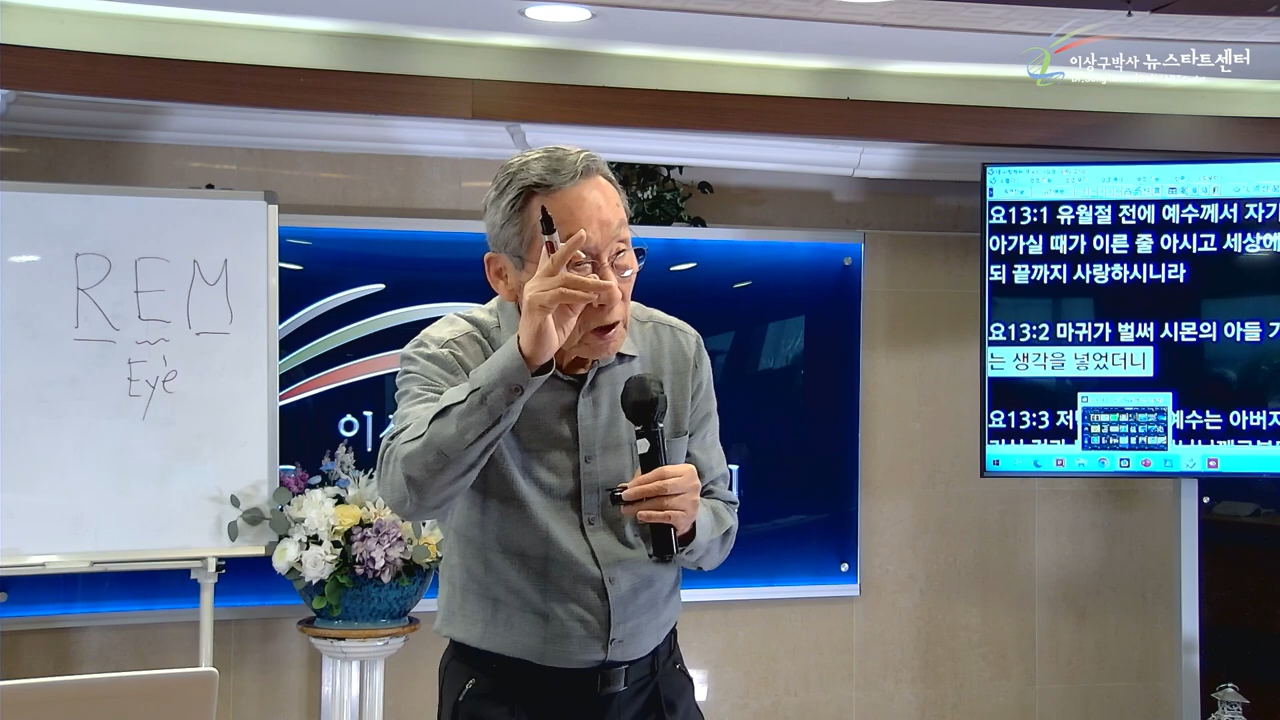 이상구박사 뉴스타트센터
REM
Eye
요13:1 유월절 전에 예수께서 자기
아가실 때가 이른 줄 아시고 세상에
되 끝까지 사랑하시니라
요13:2 마귀가 벌써 시몬의 아들 가
는 생각을 넣었더니
요13:3 저녁 예수는 아버지